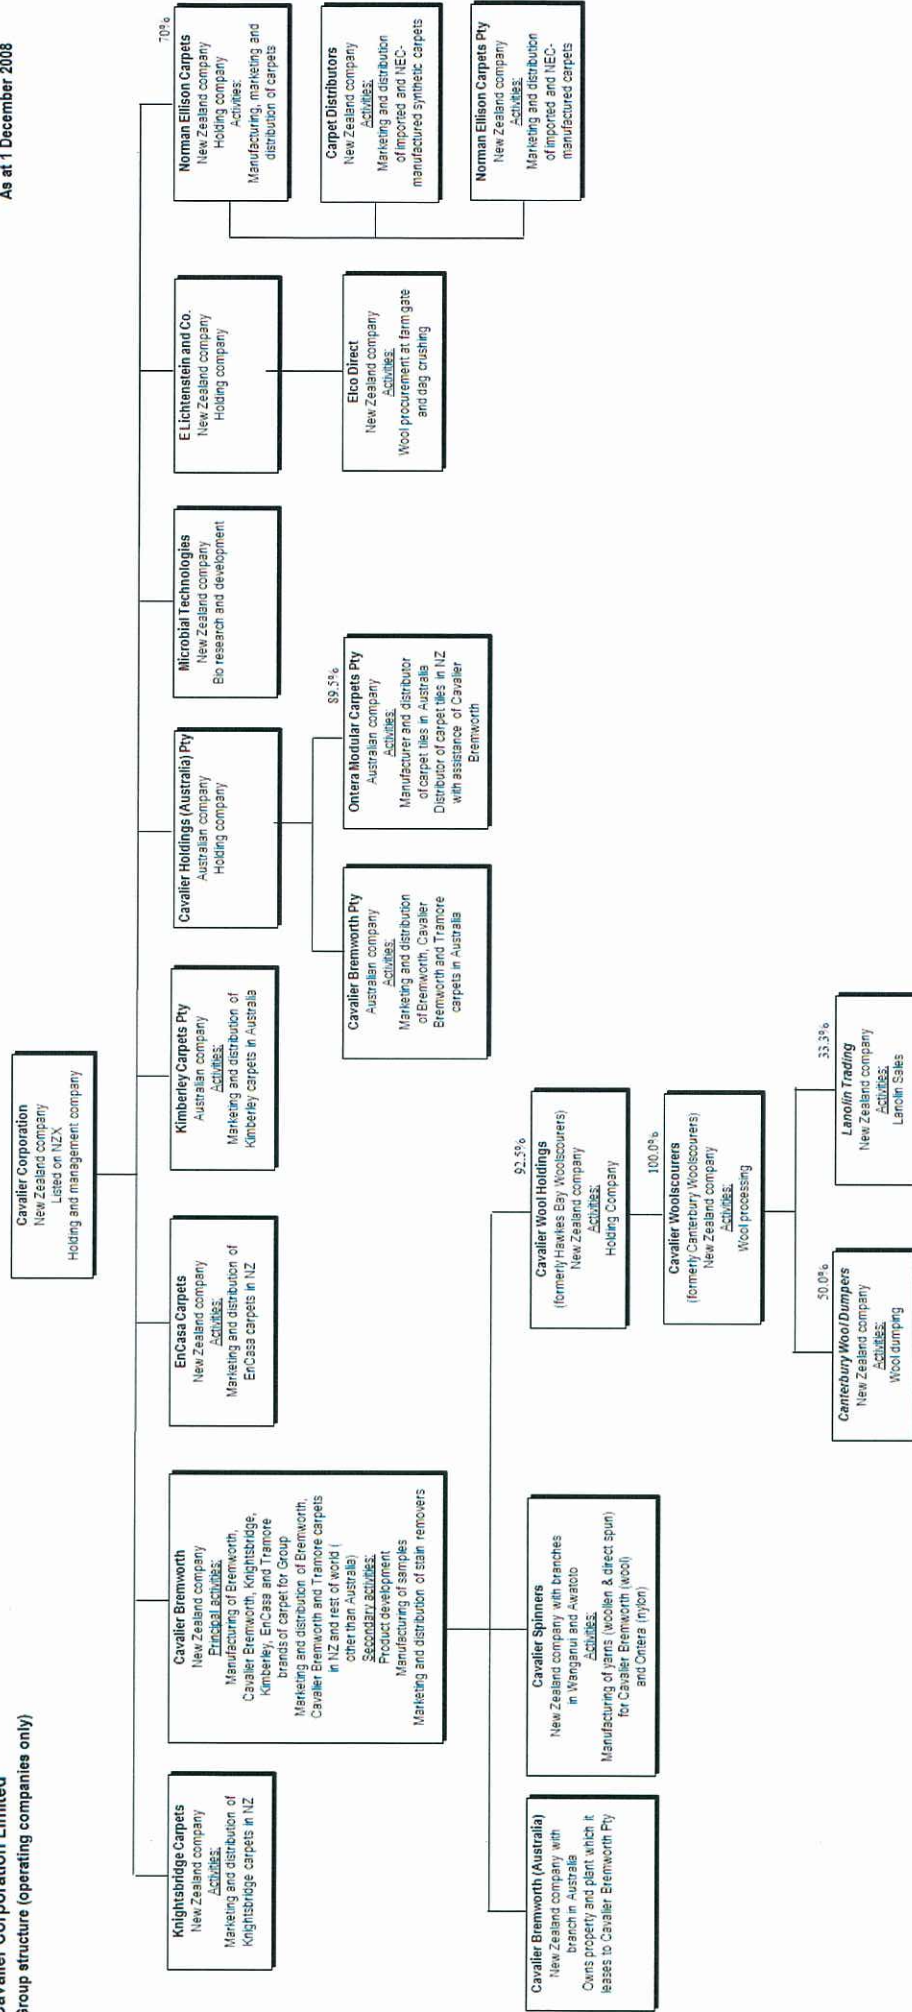 Cavalier Corporation Limited
Group structure (operating companies only)
As at 1 December 2008
Cavalier Corporation
New Zealand company
Listed on NZX
Holding and management company
Knightsbridge Carpets
New Zealand company
Activities:
Marketing and distribution of
Knightsbridge carpets in NZ
Cavalier Bremworth
New Zealand company
Principal activities:
Manufacturing of Bremworth,
Cavalier Bremworth, Knightsbridge,
Kimberley, EnCasa and Tramore
brands of carpet for Group
Marketing and distribution of Bremworth,
Cavalier Bremworth and Tramore carpets
in NZ and rest of world (
other than Australia)
Secondary activities:
Product development
Manufacturing of samples
Marketing and distribution of stain removers
EnCasa Carpets
New Zealand company
Activities:
Marketing and distribution of
EnCasa carpets in NZ
Kimberley Carpets Pty
Australian company
Activities:
Marketing and distribution of
Kimberley carpets in Australia
Cavalier Holdings (Australia) Pty
Australian company
Holding company
Microbial Technologies
New Zealand company
Bio research and development
E Lichtenstein and Co.
New Zealand company
Holding company
70%
Norman Ellison Carpets
New Zealand company
Holding company
Activities:
Manufacturing, marketing and
distribution of carpets
Cavalier Bremworth Pty
Australian company
Activities:
Marketing and distribution
of Bremworth, Cavalier
Bremworth and Tramore
carpets in Australia
89.5%
Ontera Modular Carpets Pty
Australian company
Activities:
Manufacturer and distributor
of carpet tiles in Australia
Distributor of carpet tiles in NZ
with assistance of Cavalier
Bremworth
Elco Direct
New Zealand company
Activities:
Wool procurement at farm gate
and dag crushing
Carpet Distributors
New Zealand company
Activities:
Marketing and distribution
of imported and NEC-
manufactured synthetic carpets
Norman Ellison Carpets Pty
New Zealand company
Activities:
Marketing and distribution
of imported and NEC-
manufactured carpets
Cavalier Bremworth (Australia)
New Zealand company with
branch in Australia
Owns property and plant which it
leases to Cavalier Bremworth Pty
Cavalier Spinners
New Zealand company with branches
in Wanganui and Awatoto
Activities:
Manufacturing of yarns (woollen & direct spun)
for Cavalier Bremworth (wool)
and Ontera (nylon)
92.5%
Cavalier Wool Holdings
(formerly Hawkes Bay Woolscourers)
New Zealand company
Activities:
Holding Company
100.0%
Cavalier Woolscourers
(formerly Canterbury Woolscourers)
New Zealand company
Activities:
Wool processing
50.0%
Canterbury Wool Dumpers
New Zealand company
Activities:
Wool dumping
33.3%
Lanolin Trading
New Zealand company
Activities:
Lanolin Sales